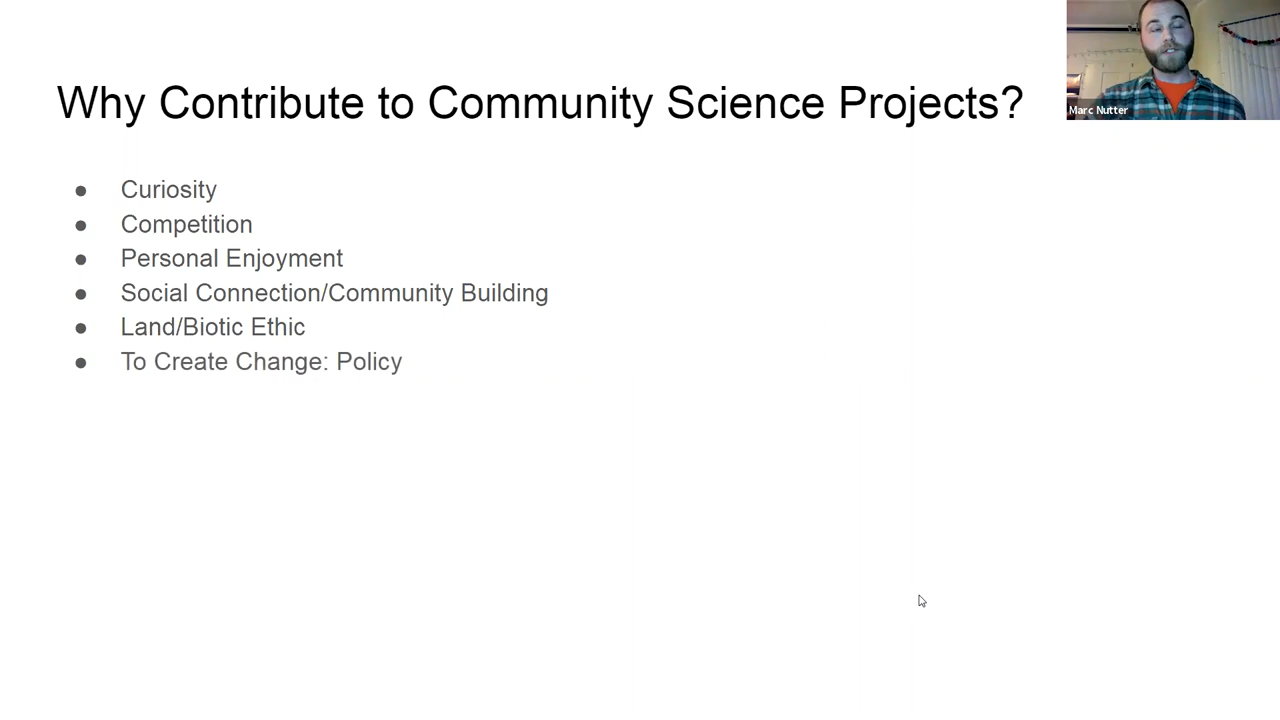 Why Contribute to Community Science Projects?
Marc Nutter
● Curiosity
● Competition
● Personal Enjoyment
● Social Connection/Community Building
● Land/Biotic Ethic
● To Create Change: Policy